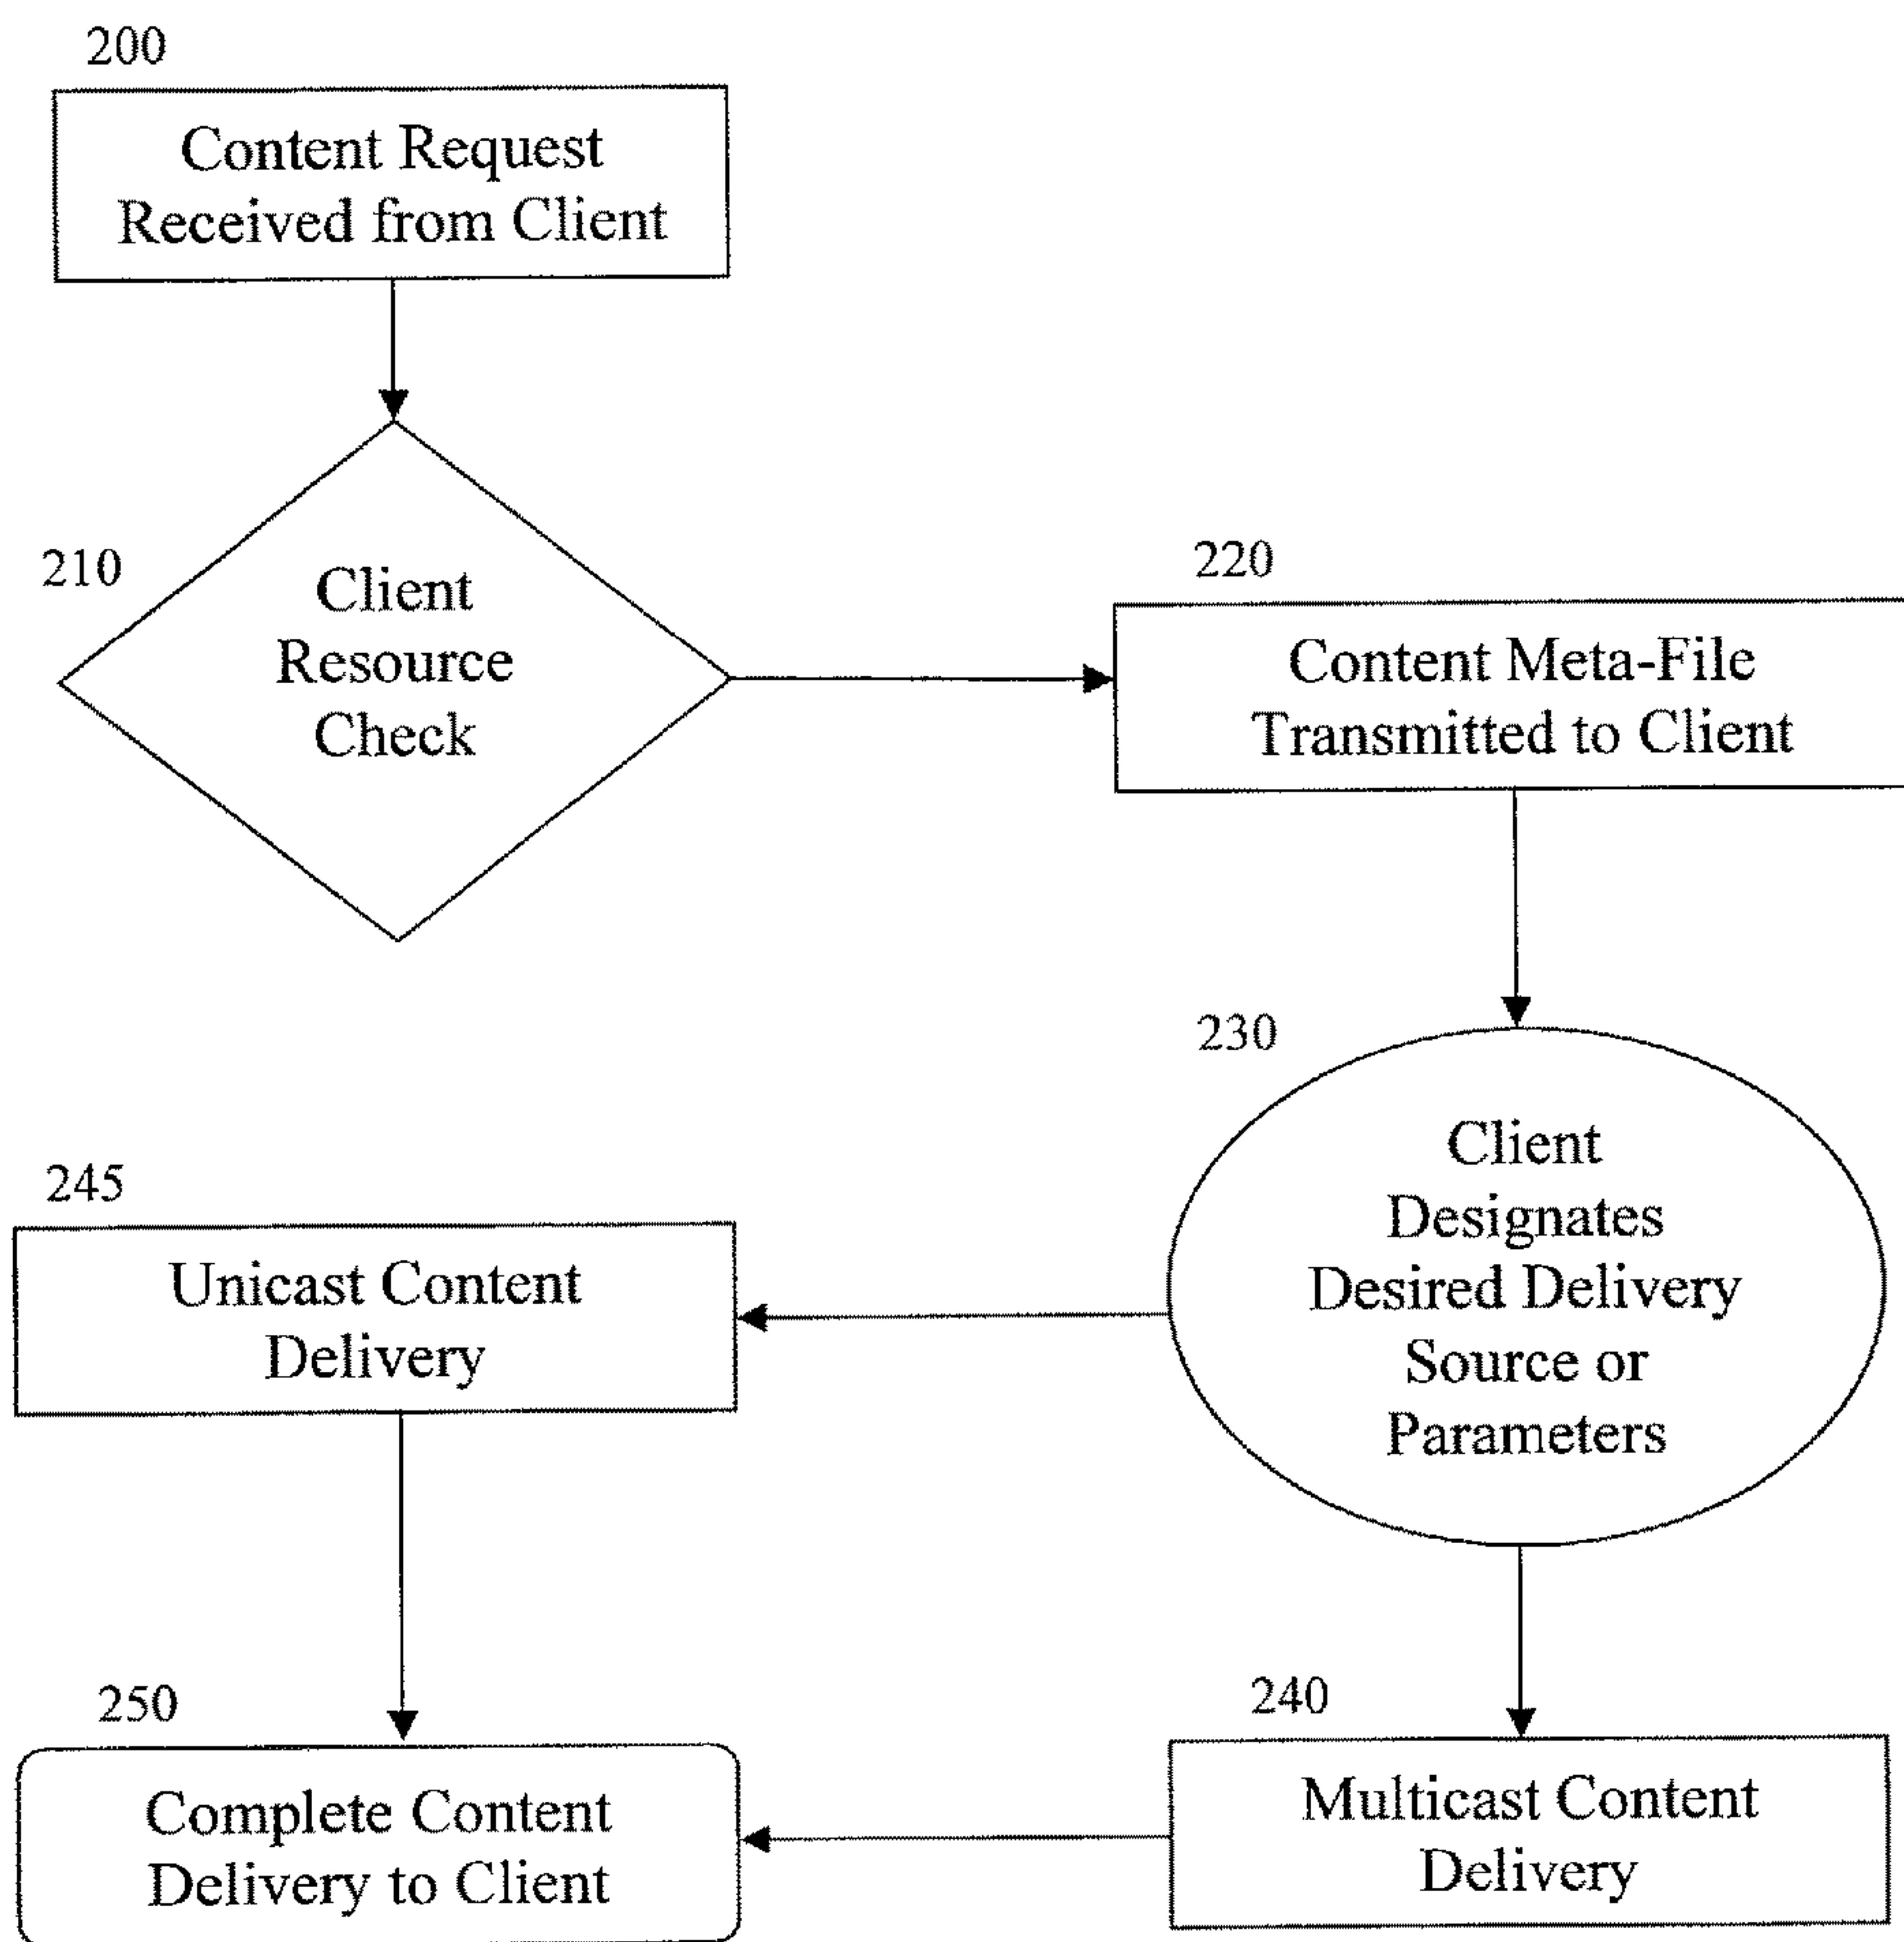 200
Content Request
Received from Client
210
Client
Resource
Check
220
Content Meta-File
Transmitted to Client
230
Client
Designates
Desired Delivery
Source or
Parameters
245
Unicast Content
Delivery
250
Complete Content
Delivery to Client
240
Multicast Content
Delivery